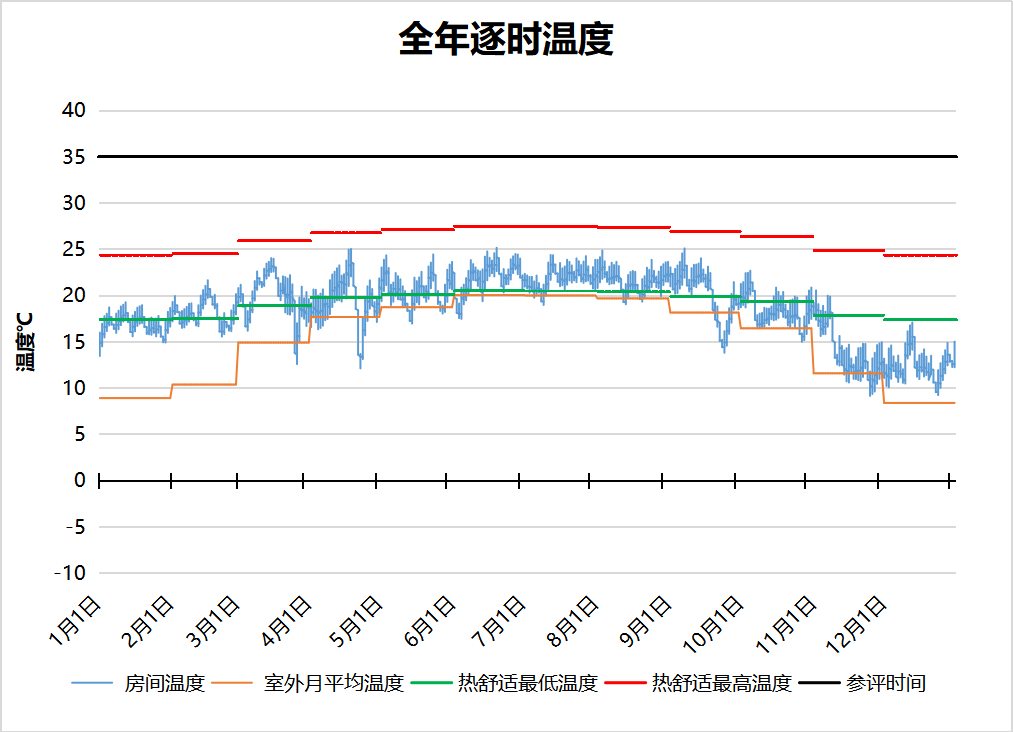 全年逐时温度
温度℃
40
35
30
25
20
15
10
5
0
-5
-10
1月1日
2月1日
3月1日
4月1日
5月1日
6月1日
7月1日
8月1日
9月1日
10月1日
11月1日
12月1日
房间温度 室外月平均温度 热舒适最低温度 热舒适最高温度 参评时间